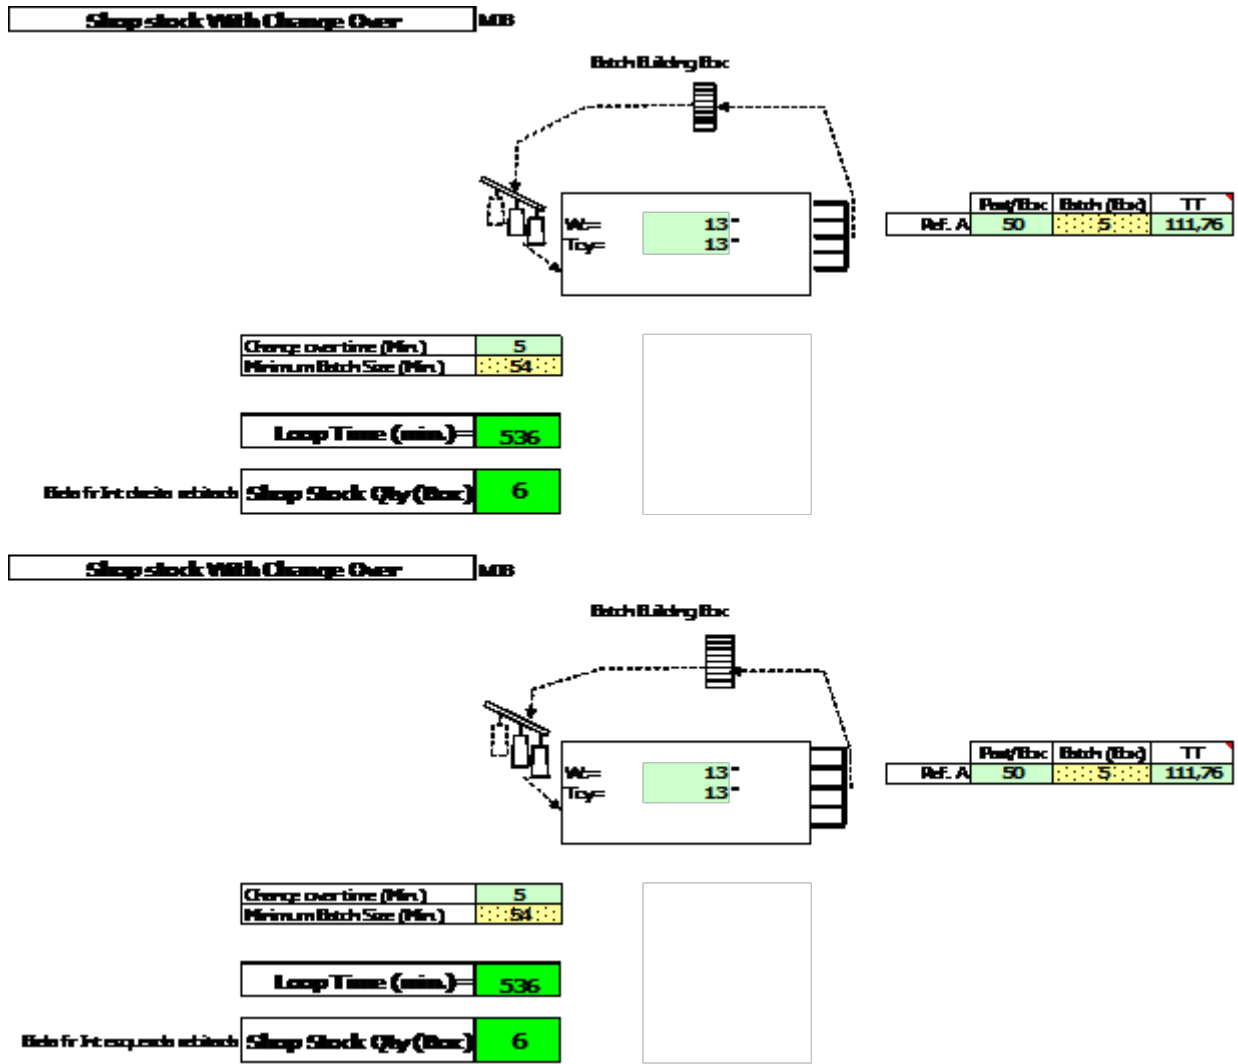 Shop stock With Change Over MIB
Batch Building Box
Wc= 13"
Tcy= 13"
Part/Box Batch (Box) TT
Ref. A 50 5 111,76
Change over time (Min.) 5
Minimum Batch Size (Min.) 54
Loop Time (min.)= 536
Shop Stock Qty (Box) 6
Shop stock With Change Over MIB
Batch Building Box
Wc= 13"
Tcy= 13"
Part/Box Batch (Box) TT
Ref. A 50 5 111,76
Change over time (Min.) 5
Minimum Batch Size (Min.) 54
Loop Time (min.)= 536
Shop Stock Qty (Box) 6